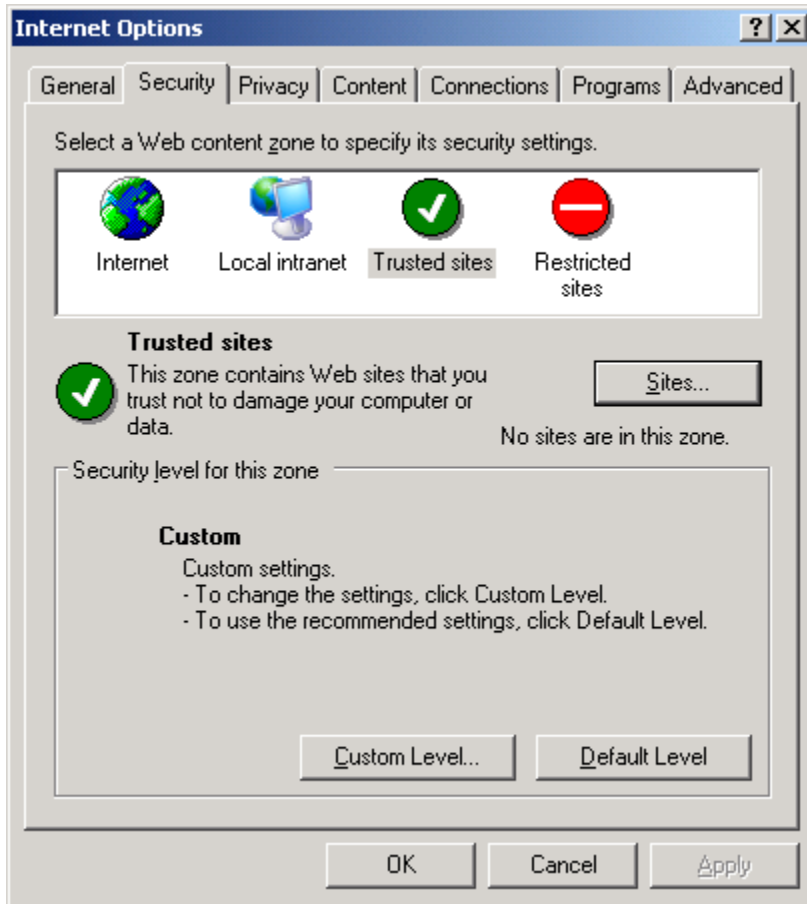 Internet Options
General Security Privacy Content Connections Programs Advanced
Select a Web content zone to specify its security settings.
Internet Local intranet Trusted sites Restricted
sites
Trusted sites
This zone contains Web sites that you
trust not to damage your computer or
data.
Sites...
No sites are in this zone.
Security level for this zone
Custom
Custom settings.
- To change the settings, click Custom Level.
- To use the recommended settings, click Default Level.
Custom Level... Default Level
OK Cancel Apply